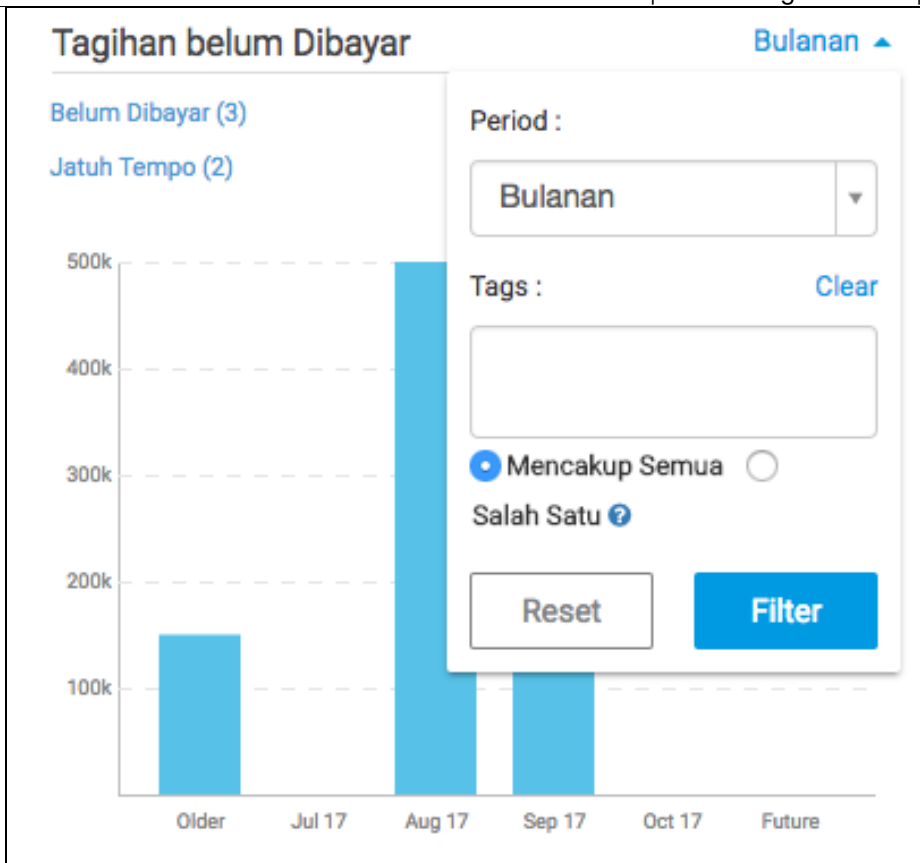 Tagihan belum Dibayar
Bulanan
Belum Dibayar (3)
Jatuh Tempo (2)
Period :
Bulanan
Tags :
Clear
Mencakup Semua
Salah Satu
Reset
Filter
500k
400k
300k
200k
100k
Older
Jul 17
Aug 17
Sep 17
Oct 17
Future